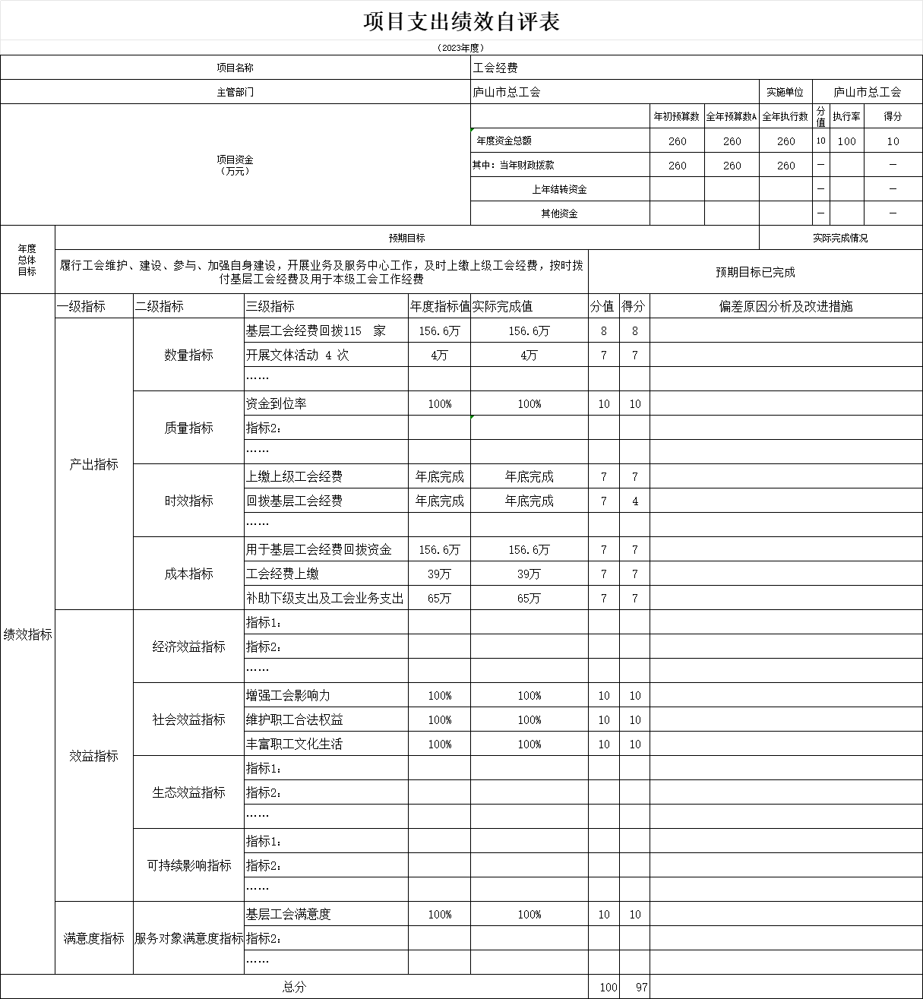 项目支出绩效自评表
（2023年度）
项目名称 工会经费
主管部门 庐山市总工会 实施单位 庐山市总工会
项目资金
（万元）
年初预算数 全年预算数A 全年执行数 分值 执行率 得分
年度资金总额 260 260 260 10 100 10
其中：当年财政拨款 260 260 260 — —
上年结转资金 — —
其他资金 — —
年度
总体
目标
预期目标 实际完成情况
履行工会维护、建设、参与、加强自身建设，开展业务及服务中心工作，及时上缴上级工会经费，按时拨
付基层工会经费及用于本级工会工作经费
预期目标已完成
绩效指标
一级指标 二级指标 三级指标 年度指标值 实际完成值 分值 得分 偏差原因分析及改进措施
产出指标
数量指标
基层工会经费回拨115 家 156.6万 156.6万 8 8
开展文体活动 4 次 4万 4万 7 7
……
质量指标
资金到位率 100% 100% 10 10
指标2：
……
时效指标
上缴上级工会经费 年底完成 年底完成 7 7
回拨基层工会经费 年底完成 年底完成 7 4
……
成本指标
用于基层工会经费回拨资金 156.6万 156.6万 7 7
工会经费上缴 39万 39万 7 7
补助下级支出及工会业务支出 65万 65万 7 7
效益指标
经济效益指标
指标1：
指标2：
……
社会效益指标
增强工会影响力 100% 100% 10 10
维护职工合法权益 100% 100% 10 10
丰富职工文化生活 100% 100% 10 10
生态效益指标
指标1：
指标2：
……
可持续影响指标
指标1：
指标2：
……
满意度指标
服务对象满意度指标
基层工会满意度 100% 100% 10 10
指标2：
……
总分 100 97